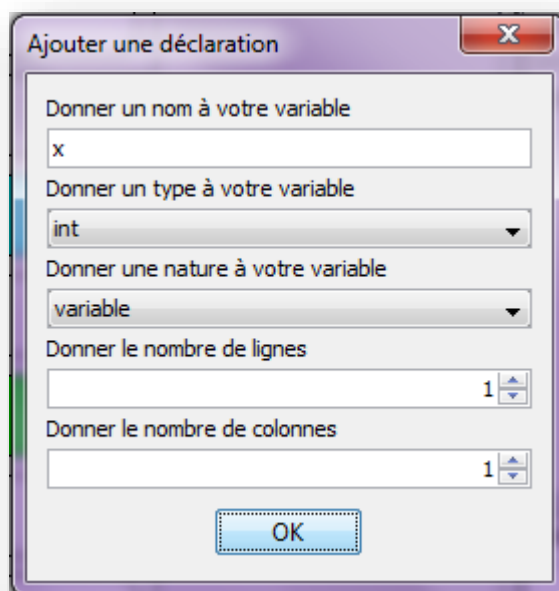 Ajouter une déclaration
Donner un nom à votre variable
x
Donner un type à votre variable
int
Donner une nature à votre variable
variable
Donner le nombre de lignes
1
Donner le nombre de colonnes
1
OK